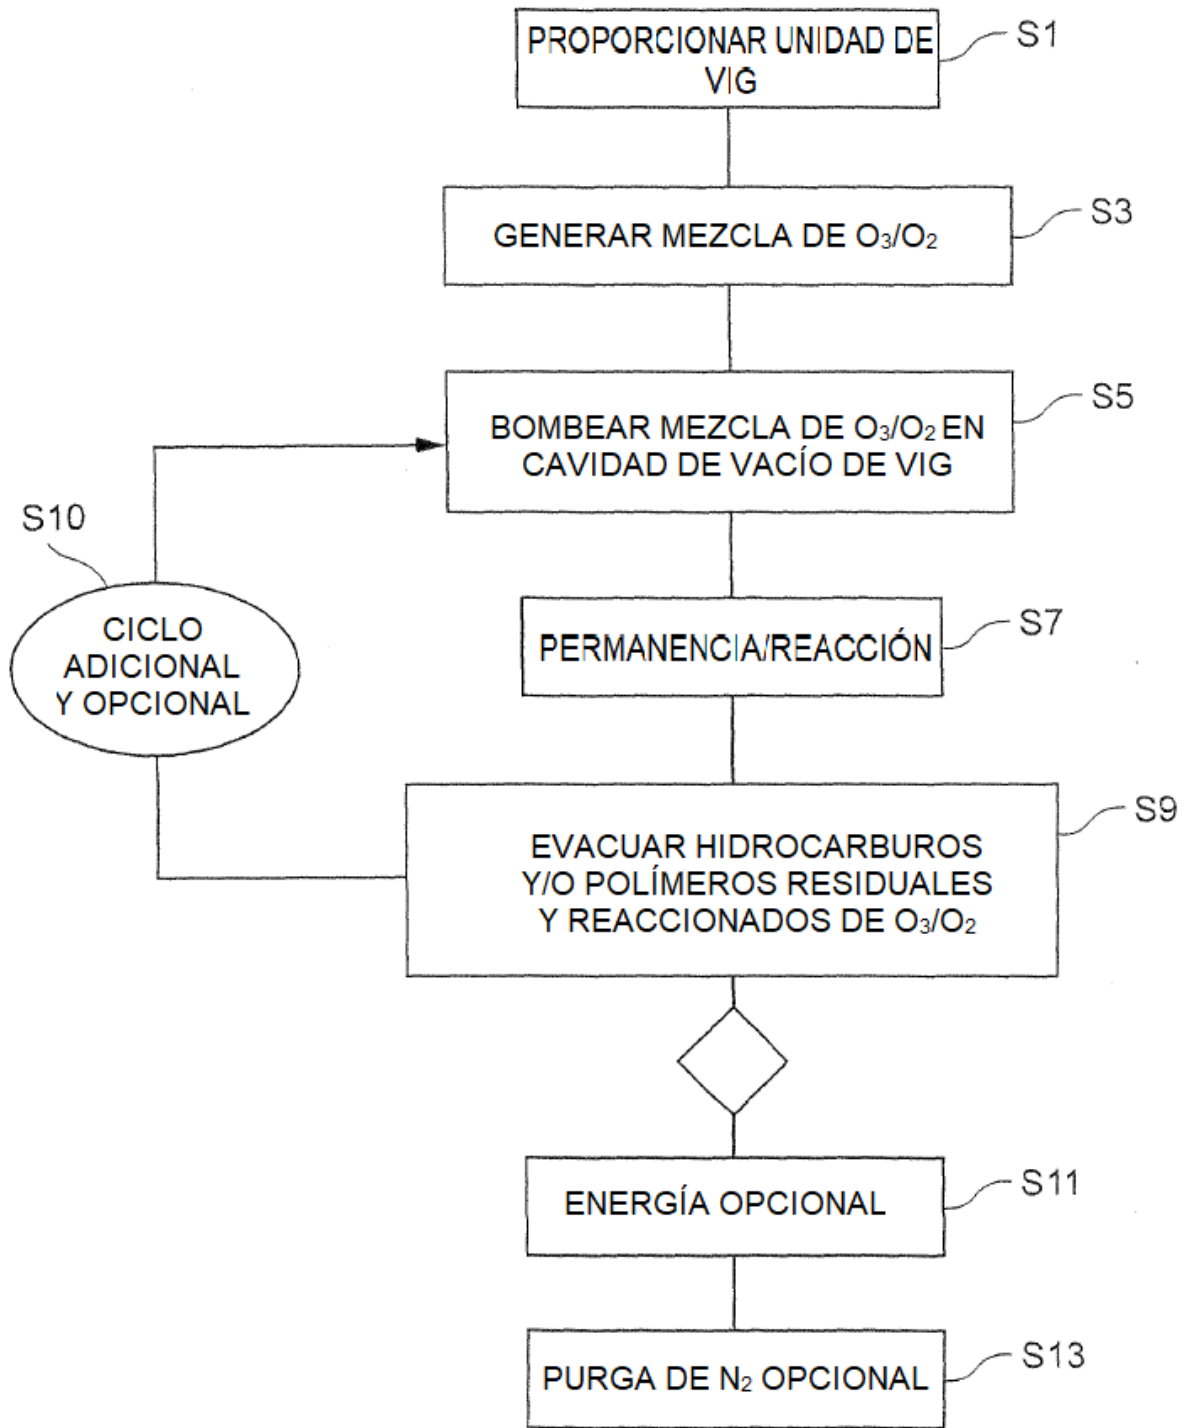 PROPORCIONAR UNIDAD DE
VIG
S1
GENERAR MEZCLA DE O₃/O₂
S3
BOMBEAR MEZCLA DE O₃/O₂ EN
CAVIDAD DE VACÍO DE VIG
S5
S10
CICLO
ADICIONAL
Y OPCIONAL
PERMANENCIA/REACCIÓN
S7
EVACUAR HIDROCARBUROS
Y/O POLÍMEROS RESIDUALES
Y REACCIONADOS DE O₃/O₂
S9
ENERGÍA OPCIONAL
S11
PURGA DE N₂ OPCIONAL
S13